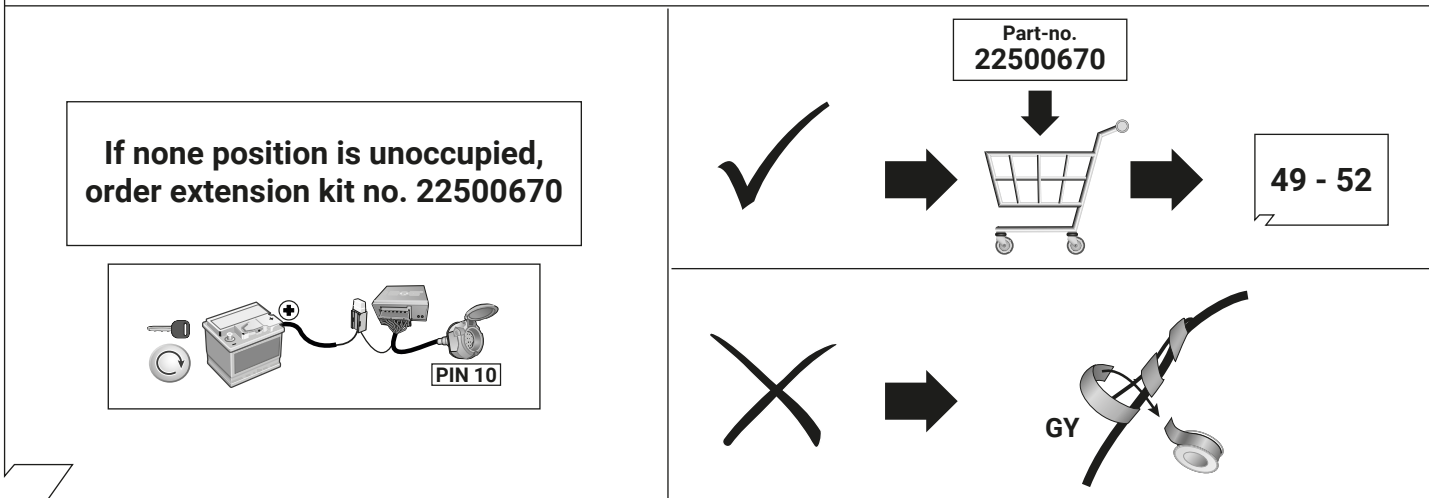 If none position is unoccupied,
order extension kit no. 22500670
PIN 10
Part-no.
22500670
49 - 52
GY